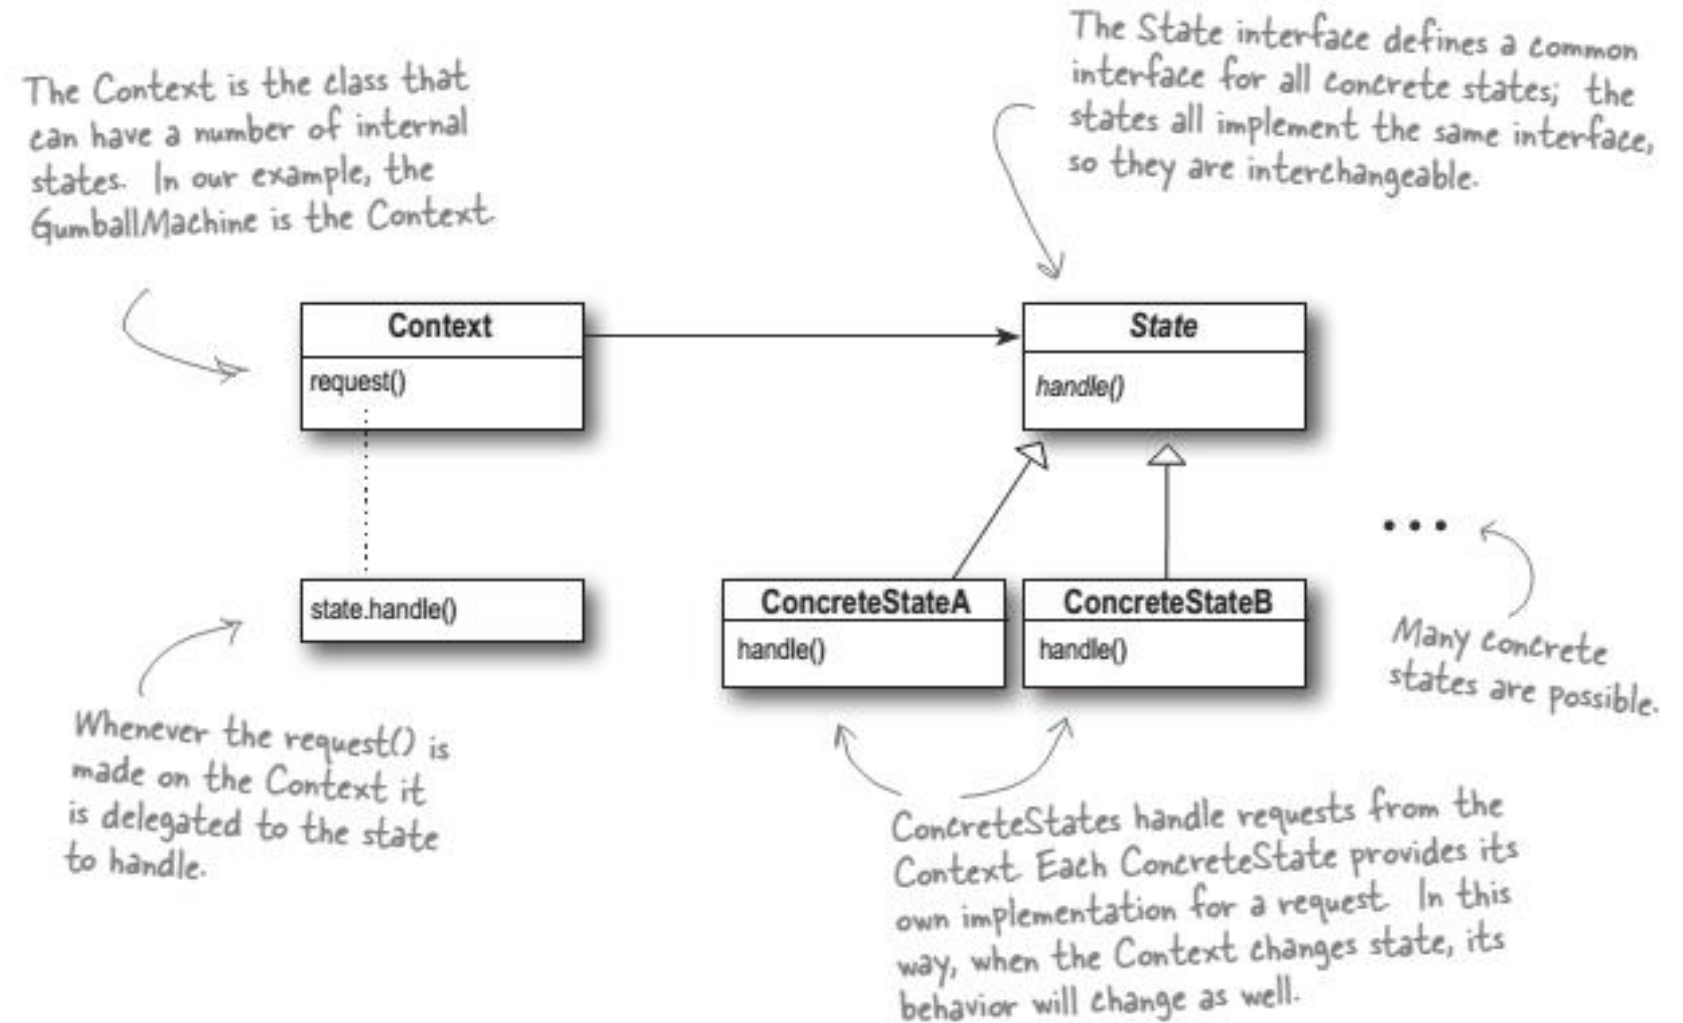 The Context is the class that
can have a number of internal
states. In our example, the
GumballMachine is the Context.
The State interface defines a common
interface for all concrete states; the
states all implement the same interface,
so they are interchangeable.
Context
request()
State
handle()
state.handle()
ConcreteStateA
handle()
ConcreteStateB
handle()
Many concrete
states are possible.
Whenever the request() is
made on the Context it
is delegated to the state
to handle.
ConcreteStates handle requests from the
Context. Each ConcreteState provides its
own implementation for a request. In this
way, when the Context changes state, its
behavior will change as well.